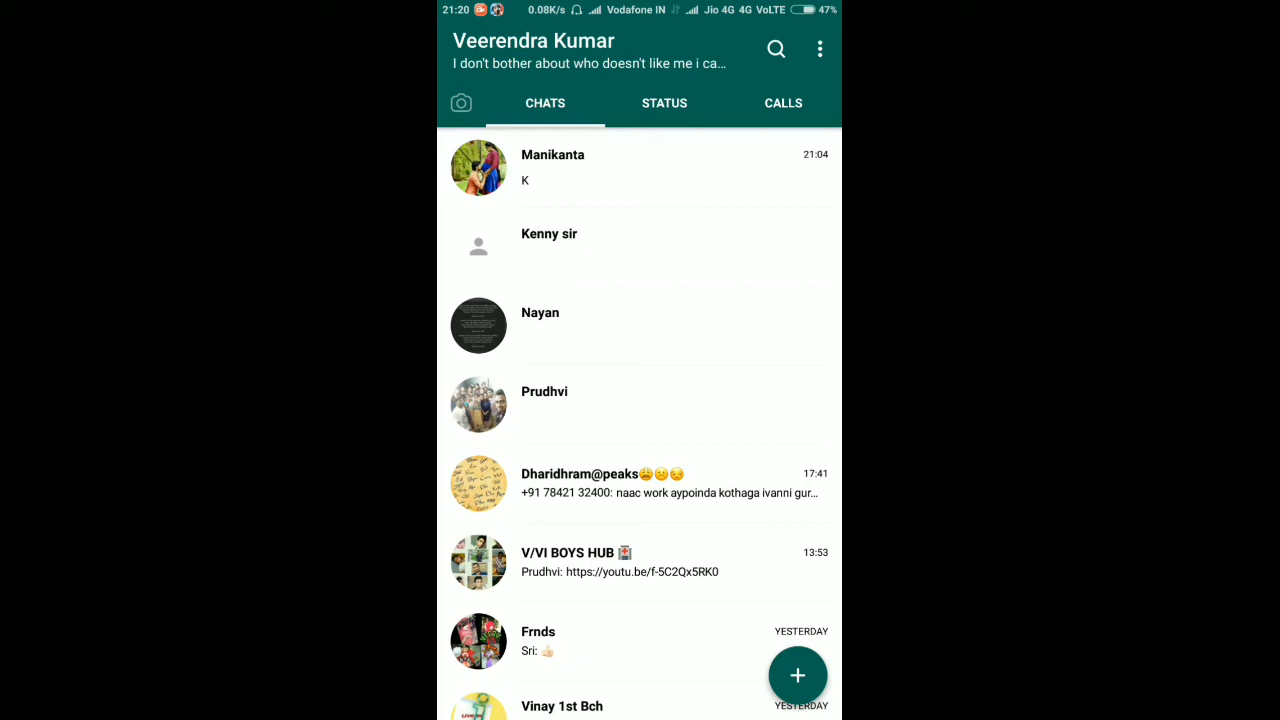 21:20 0.08K/s Vodafone IN Jio 4G 4G VoLTE 47%
Veerendra Kumar
I don't bother about who doesn't like me i ca...
CHATS STATUS CALLS
Manikanta 21:04
K
Kenny sir
Nayan
Prudhvi
Dharidhram@peaks😩☹️😔 17:41
+91 78421 32400: naac work aypoinda kothaga ivanni gur...
V/VI BOYS HUB 🏥 13:53
Prudhvi: https://youtu.be/f-5C2Qx5RK0
Frnds YESTERDAY
Sri: 👍🏻
Vinay 1st Bch YESTERDAY